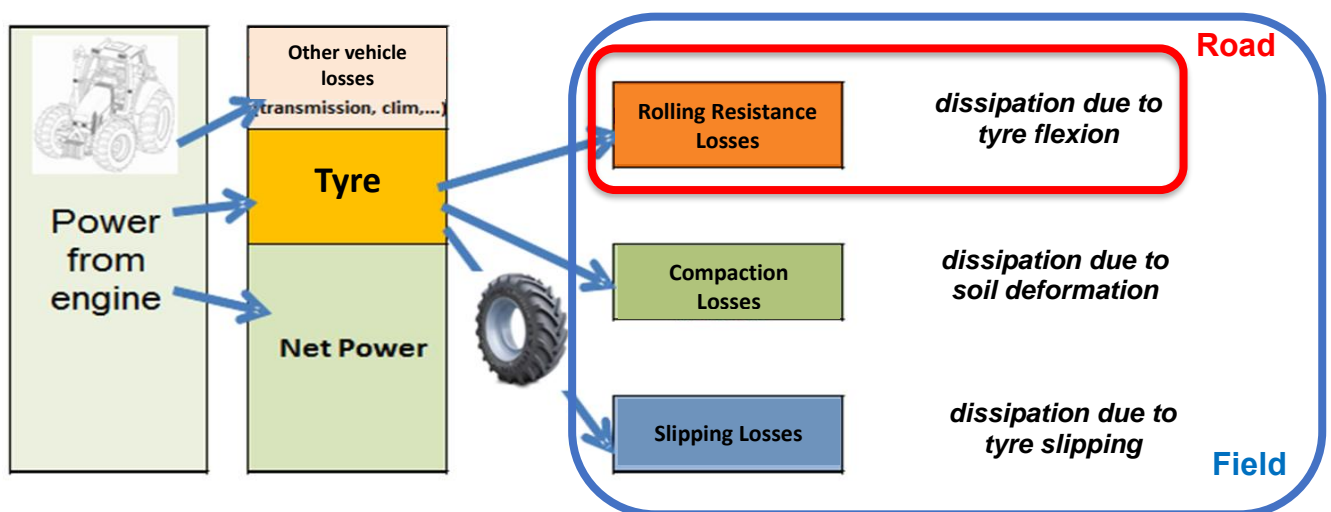 Power
from
engine
Other vehicle
losses
(transmission, clim,...)
Tyre
Net Power
Road
Rolling Resistance
Losses
dissipation due to
tyre flexion
Compaction
Losses
dissipation due to
soil deformation
Slipping Losses
dissipation due to
tyre slipping
Field